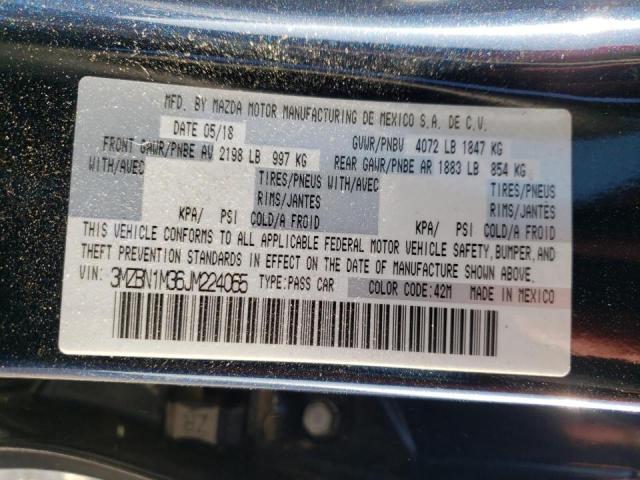 MFD. BY MAZDA MOTOR MANUFACTURING DE MEXICO S.A. DE C.V.
DATE 05/18 GVWR/PNBV 4072 LB 1847 KG
FRONT GAWR/PNBE AV 2198 LB 997 KG REAR GAWR/PNBE AR 1883 LB 854 KG
WITH/AVEC TIRES/PNEUS WITH/AVEC TIRES/PNEUS
RIMS/JANTES RIMS/JANTES
KPA/ PSI COLD/A FROID KPA/ PSI COLD/A FROID
THIS VEHICLE CONFORMS TO ALL APPLICABLE FEDERAL MOTOR VEHICLE SAFETY, BUMPER, AND
THEFT PREVENTION STANDARDS IN EFFECT ON THE DATE OF MANUFACTURE SHOWN ABOVE.
VIN: 3MZBN1M36JM224065 TYPE:PASS CAR COLOR CODE:42M MADE IN MEXICO
ZR